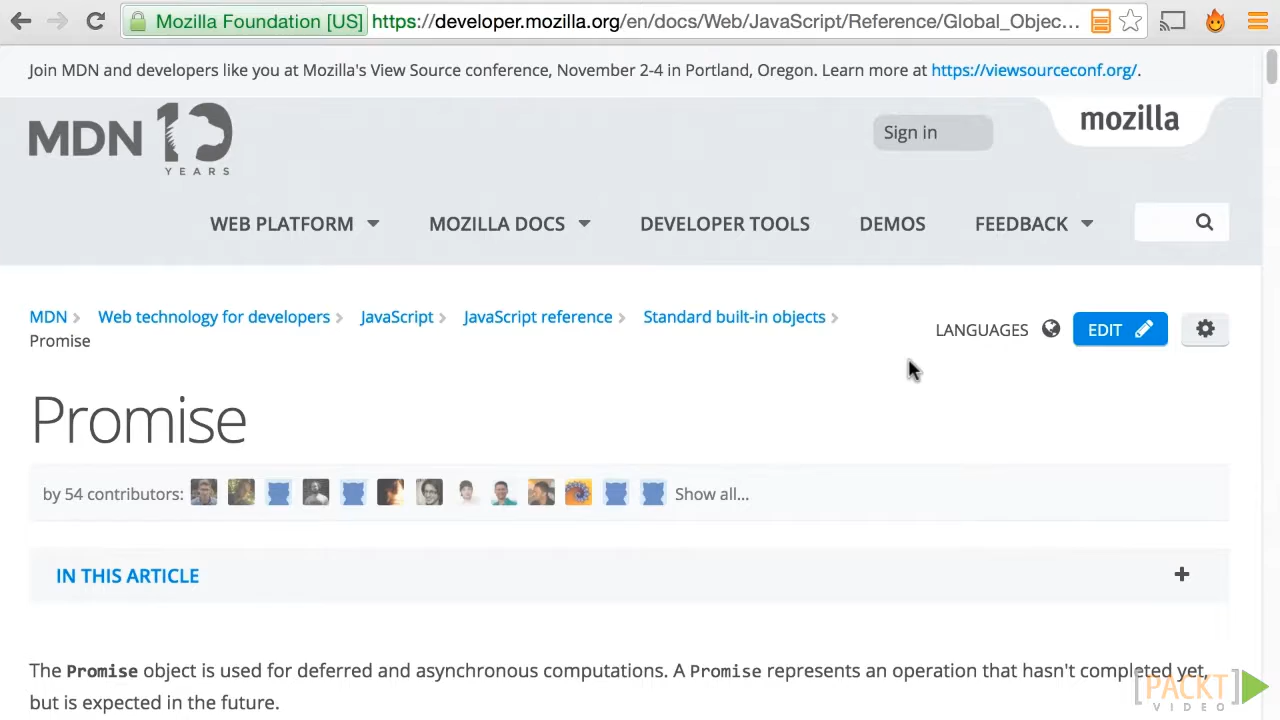 Mozilla Foundation [US] https://developer.mozilla.org/en/docs/Web/JavaScript/Reference/Global_Objec...
Join MDN and developers like you at Mozilla's View Source conference, November 2-4 in Portland, Oregon. Learn more at https://viewsourceconf.org/.
MDN 10
YEARS
Sign in
mozilla
WEB PLATFORM
MOZILLA DOCS
DEVELOPER TOOLS
DEMOS
FEEDBACK
MDN
Web technology for developers
JavaScript
JavaScript reference
Standard built-in objects
Promise
LANGUAGES
EDIT
Promise
by 54 contributors:
Show all...
IN THIS ARTICLE
+
The Promise object is used for deferred and asynchronous computations. A Promise represents an operation that hasn't completed yet,
but is expected in the future.
[PACKT]
VIDEO